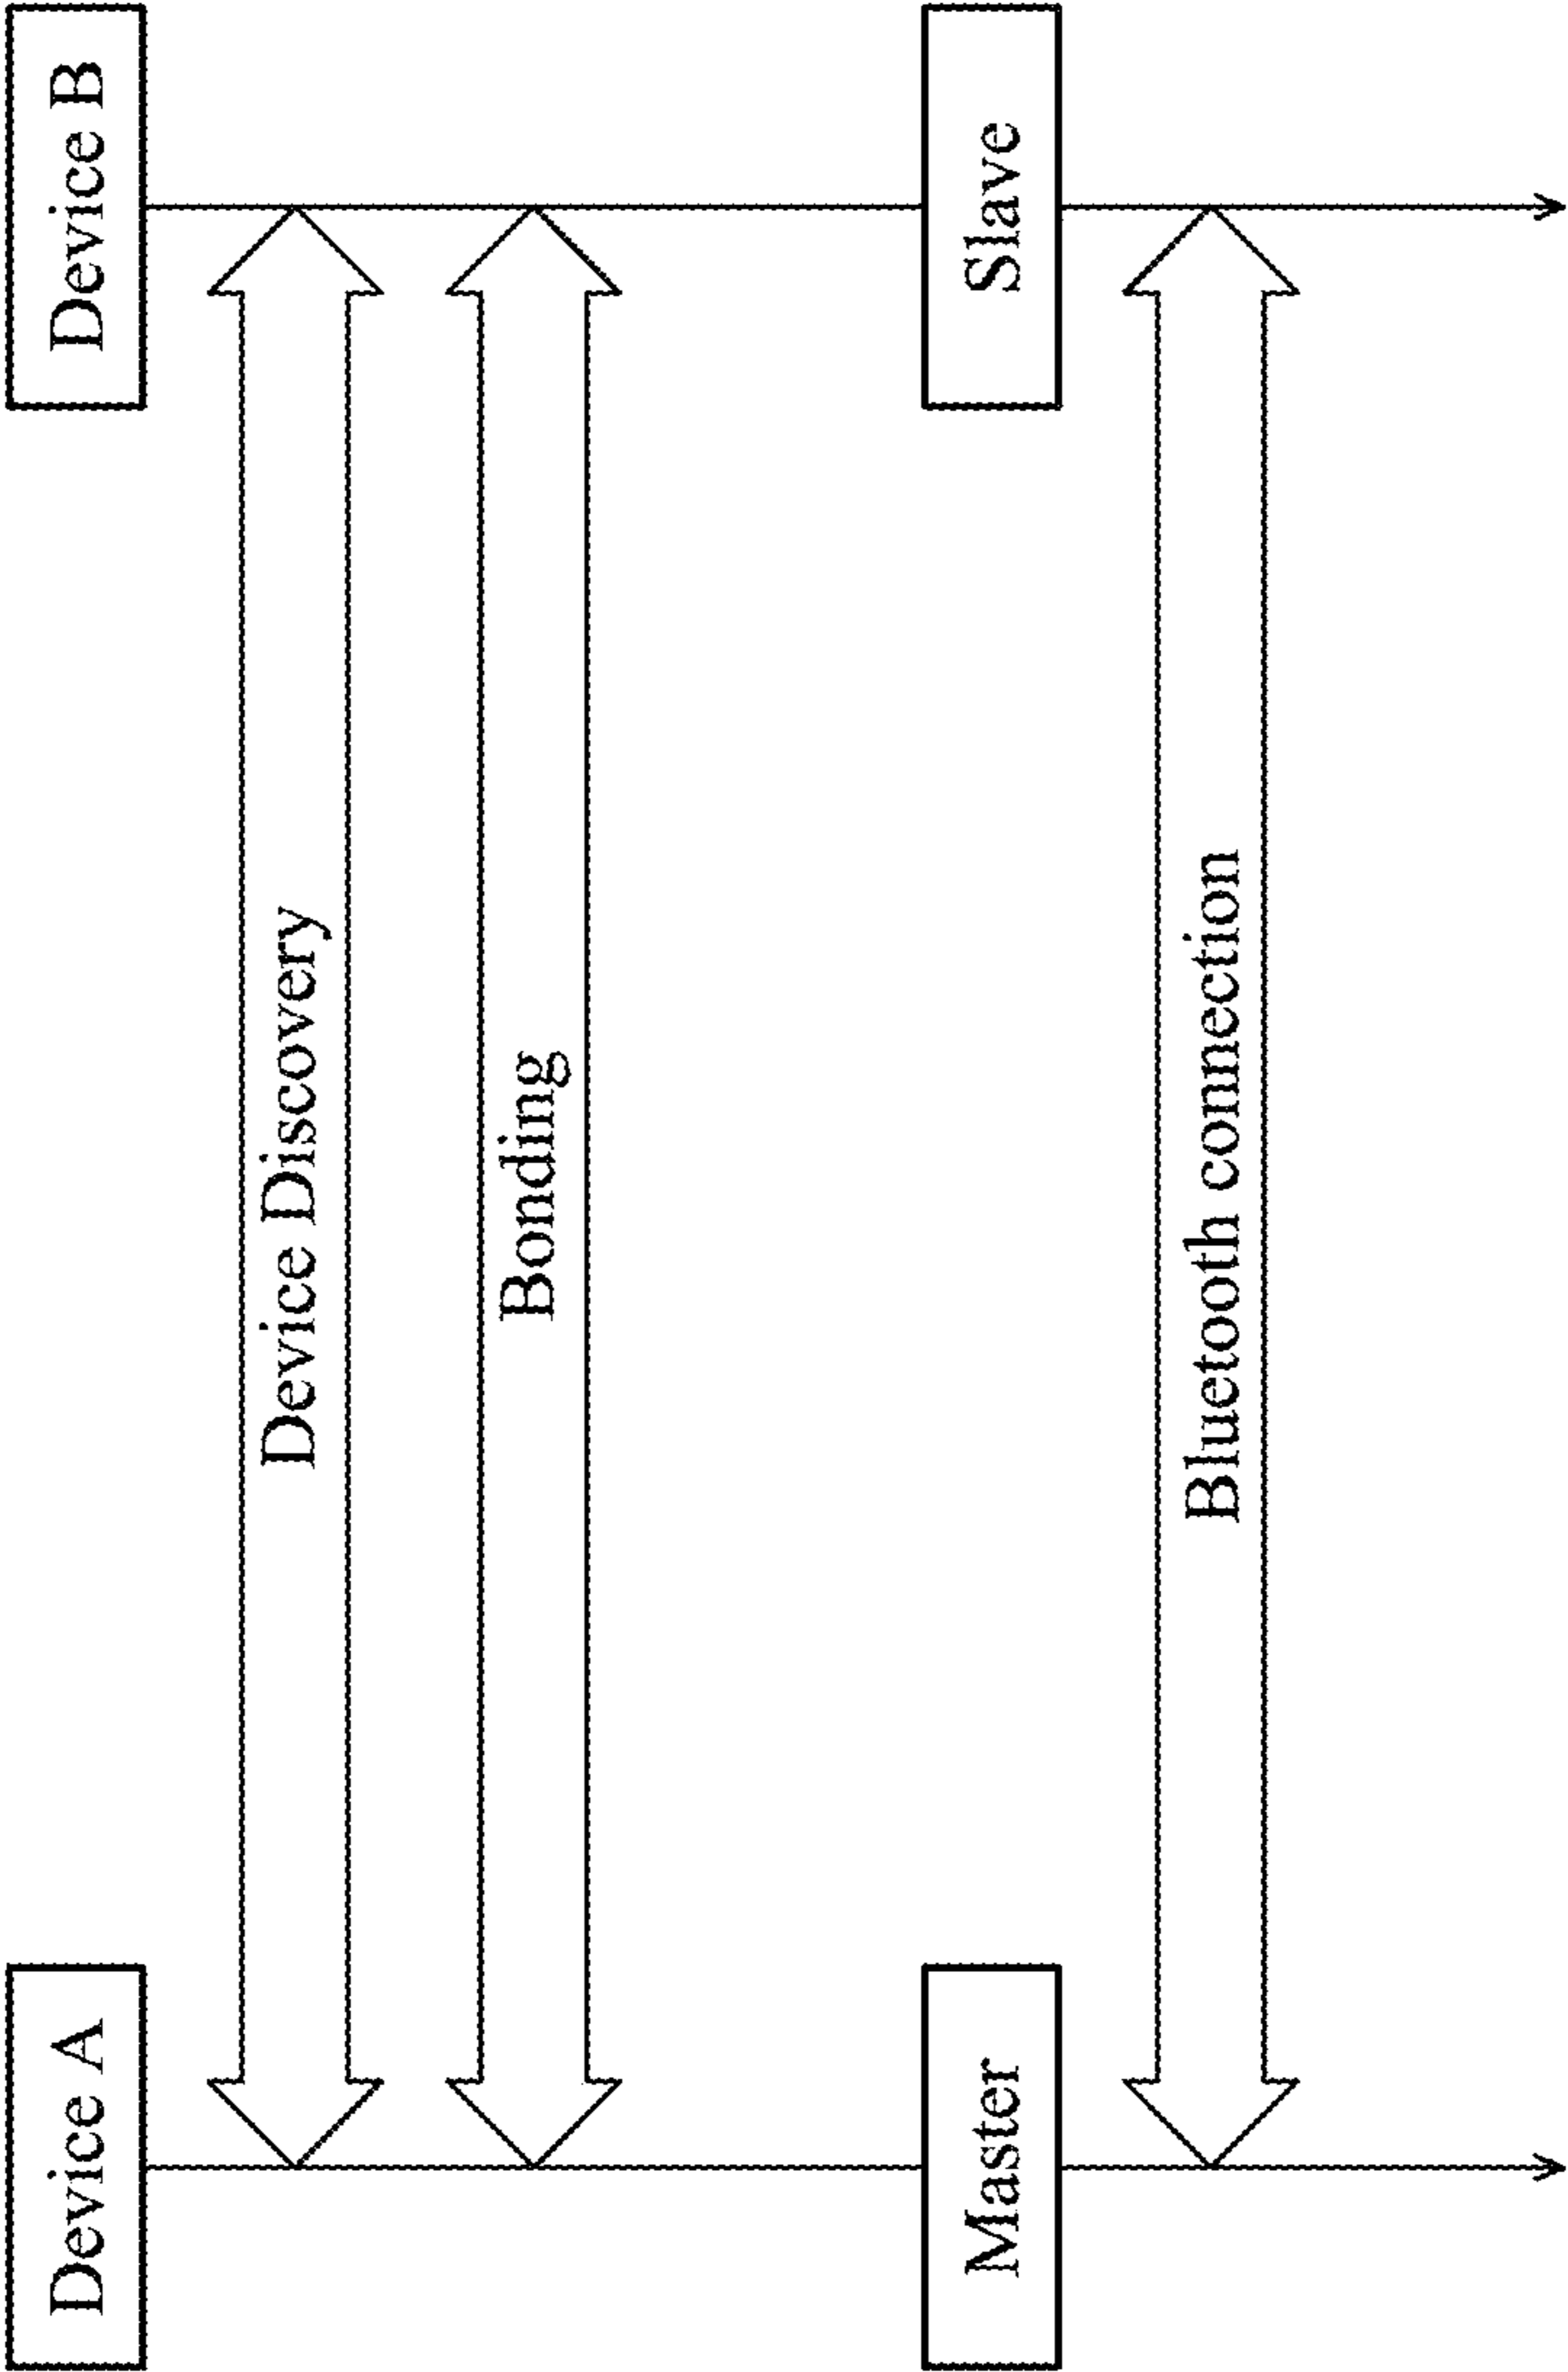 Device A
Device B
Device Discovery
Bonding
Master
Slave
Bluetooth connection